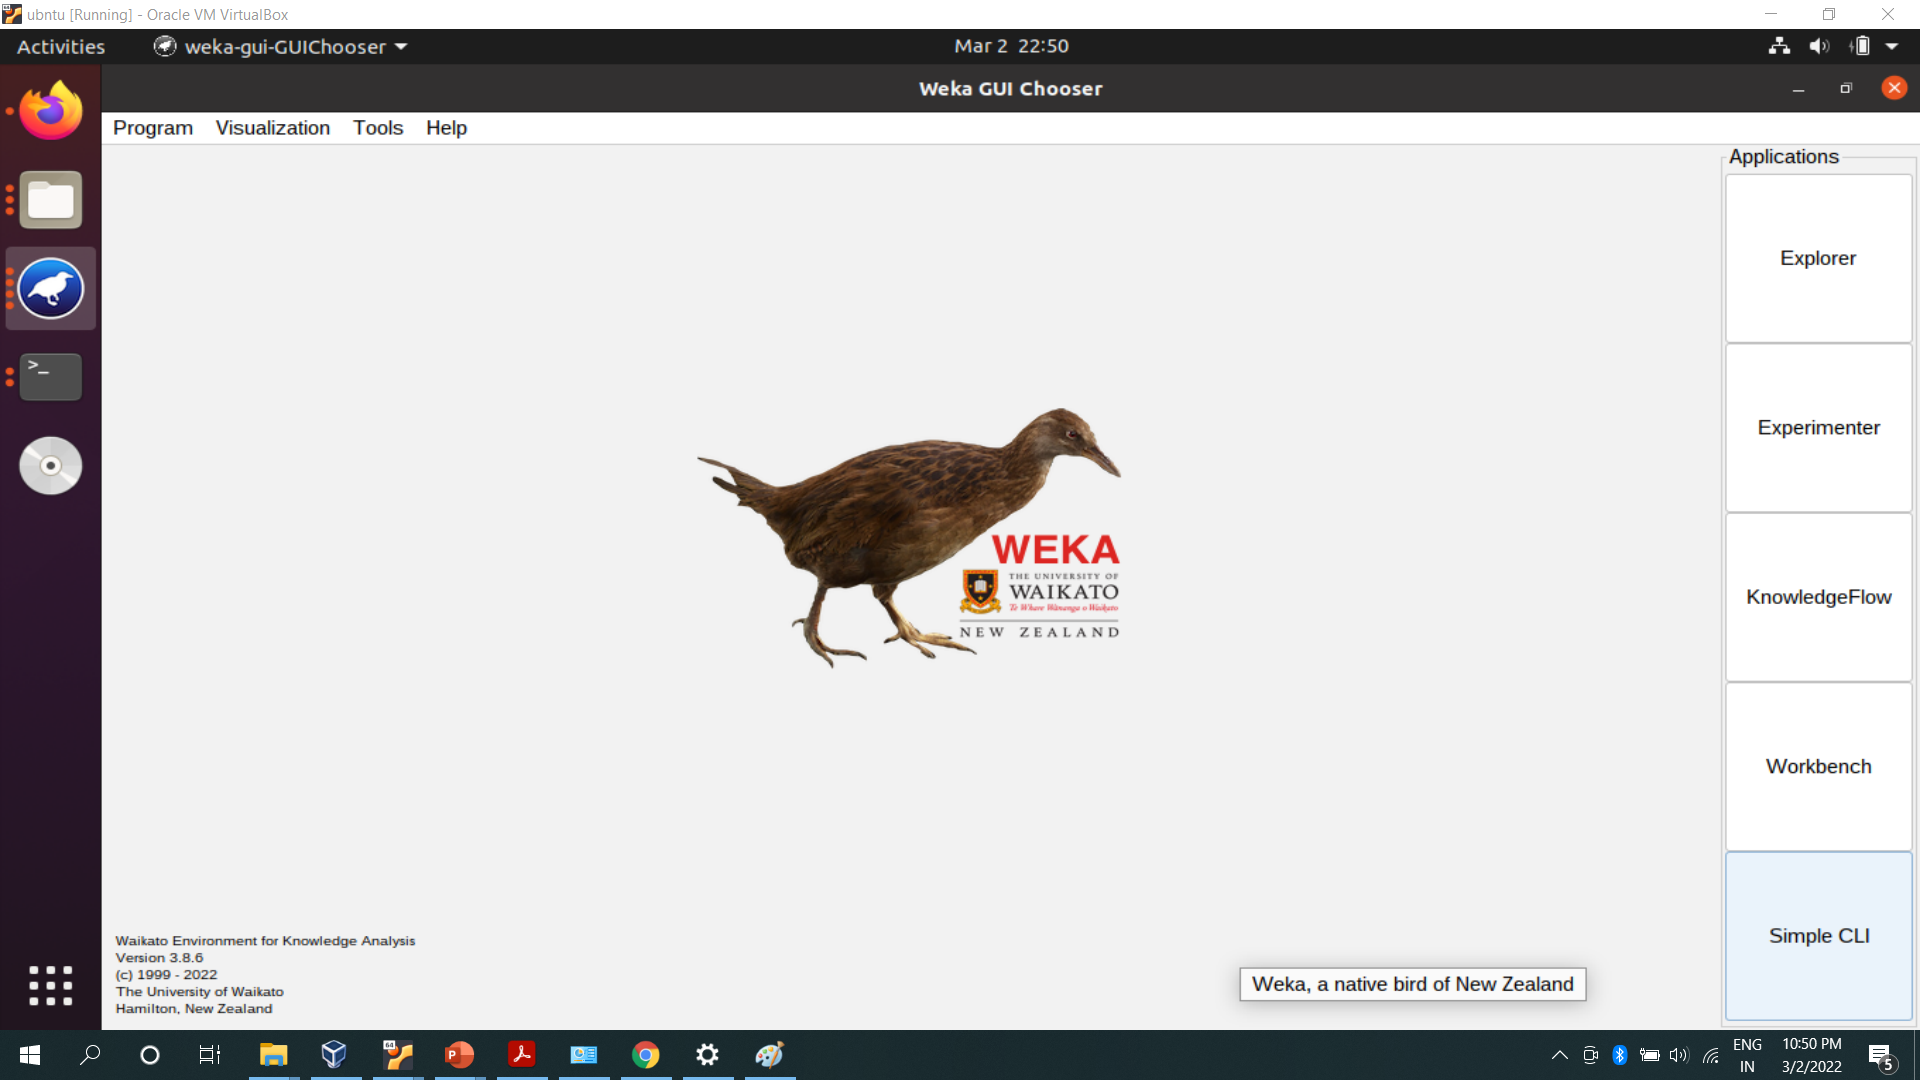 ubntu [Running] - Oracle VM VirtualBox
Activities weka-gui-GUIChooser Mar 2 22:50
Weka GUI Chooser
Program Visualization Tools Help
Applications
Explorer
Experimenter
KnowledgeFlow
Workbench
Simple CLI
>_
WEKA
THE UNIVERSITY OF
WAIKATO
Te Whare Wānanga o Waikato
NEW ZEALAND
Waikato Environment for Knowledge Analysis
Version 3.8.6
(c) 1999 - 2022
The University of Waikato
Hamilton, New Zealand
Weka, a native bird of New Zealand
64
P
ENG
IN
10:50 PM
3/2/2022
5